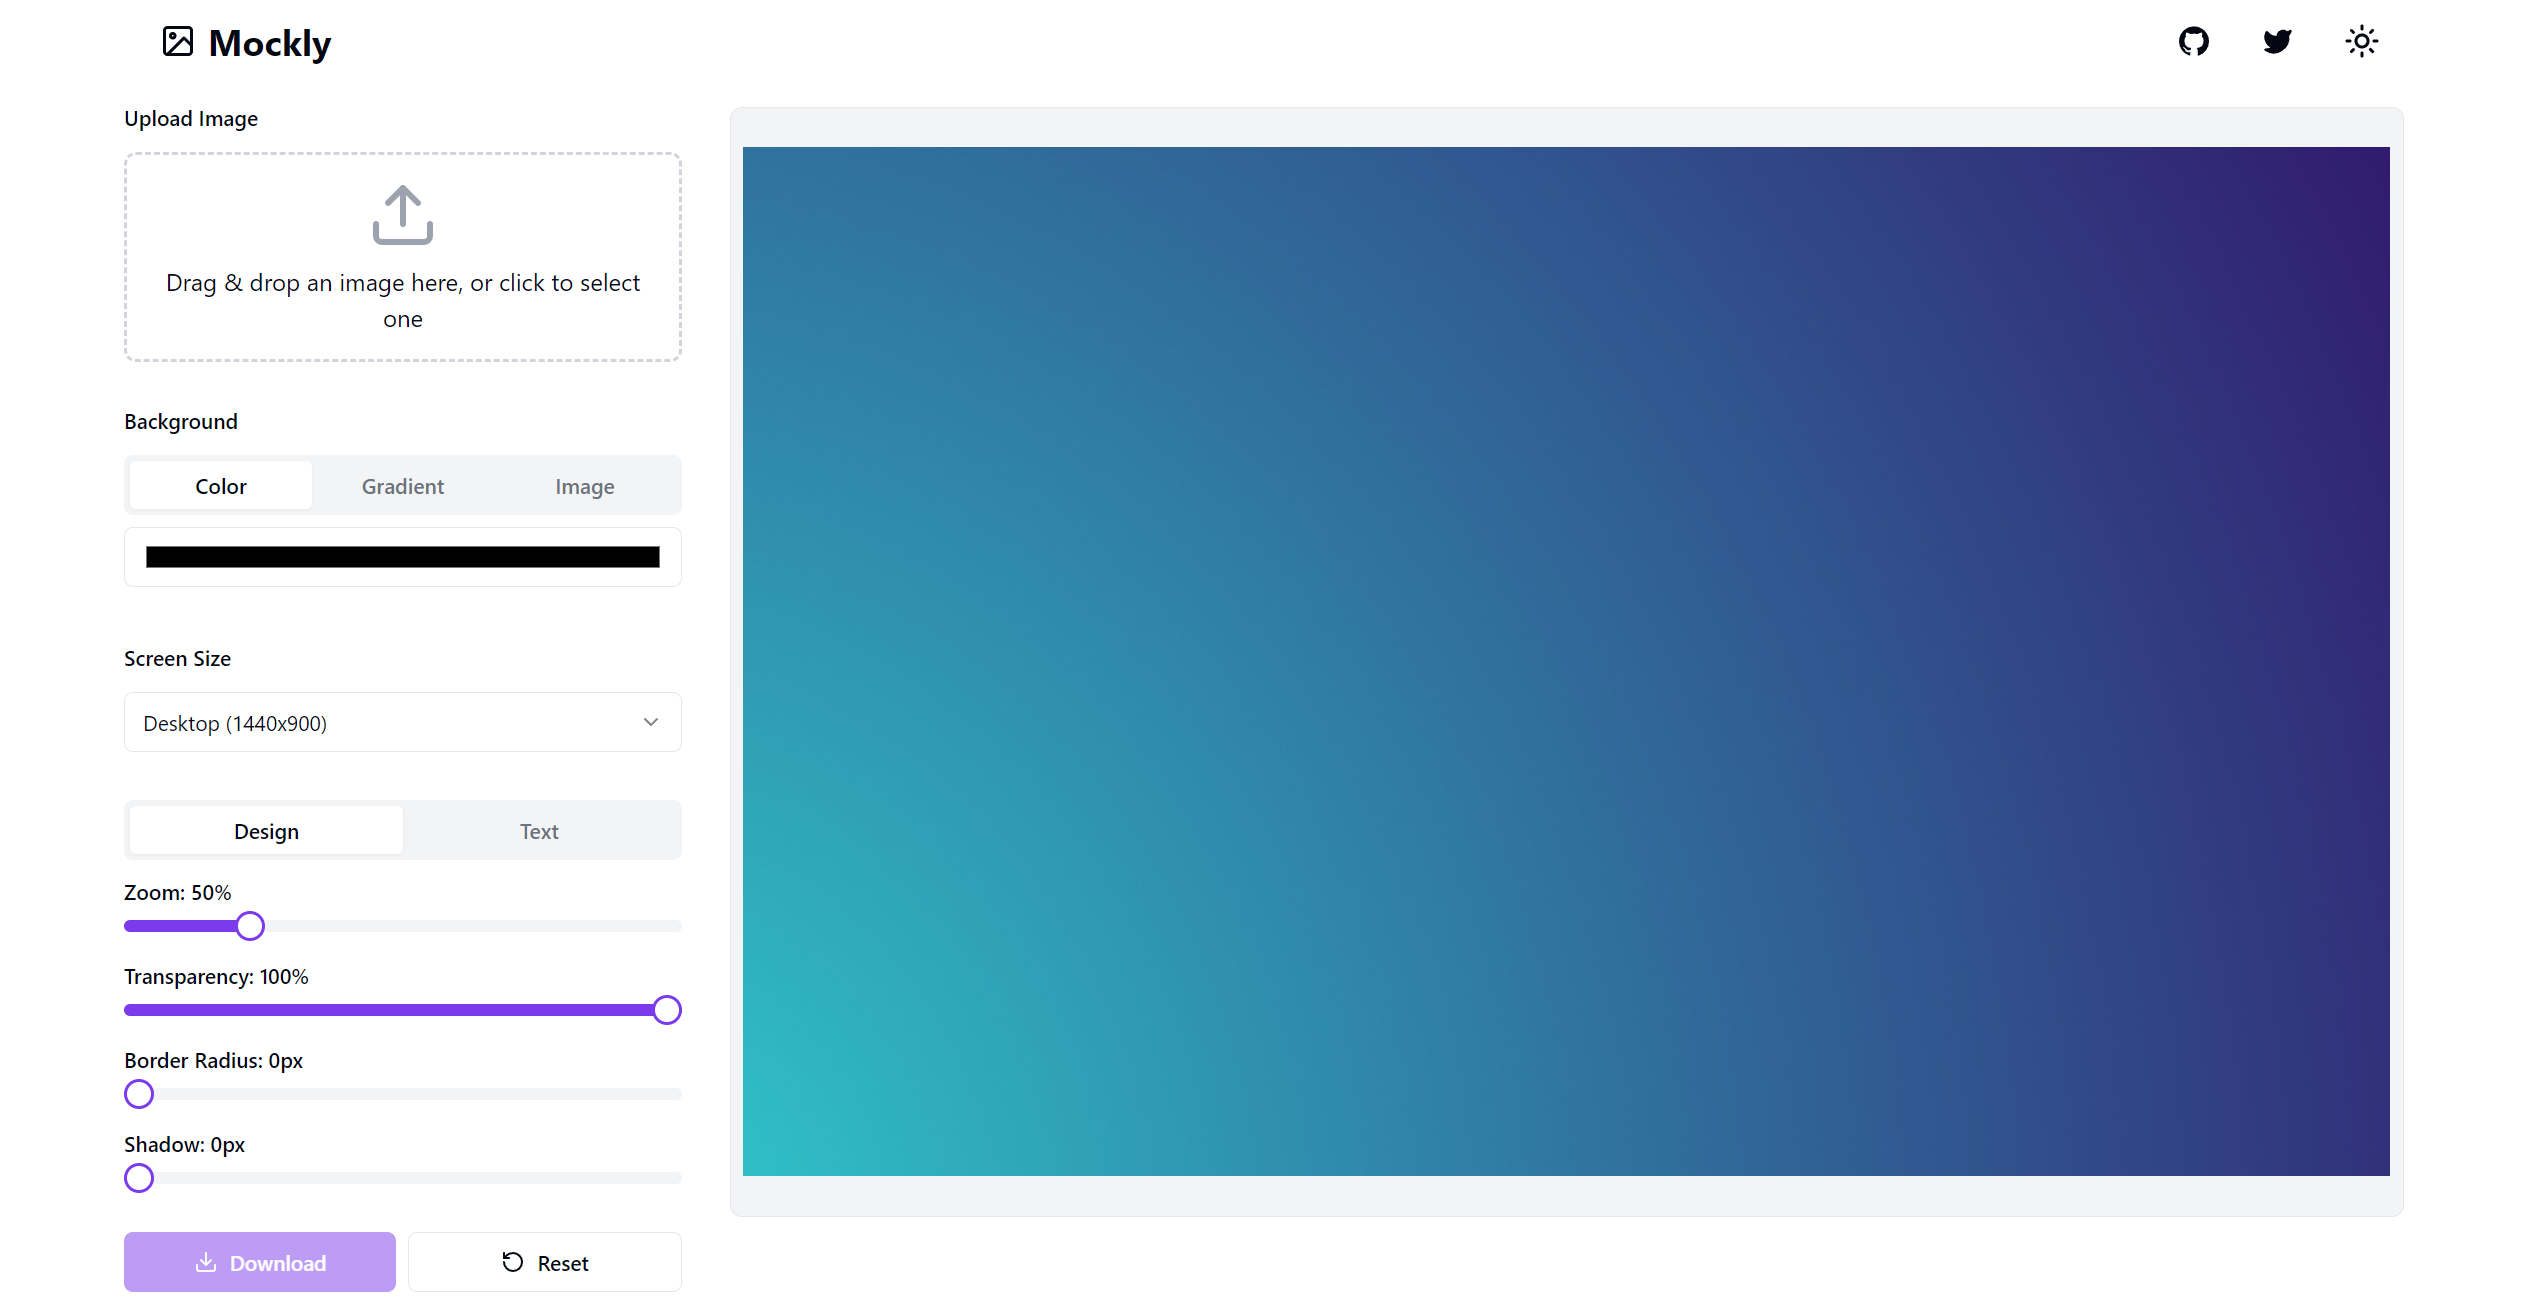 Mockly
Upload Image
Drag & drop an image here, or click to select
one
Background
Color
Gradient
Image
Screen Size
Desktop (1440x900)
Design
Text
Zoom: 50%
Transparency: 100%
Border Radius: 0px
Shadow: 0px
Download
Reset